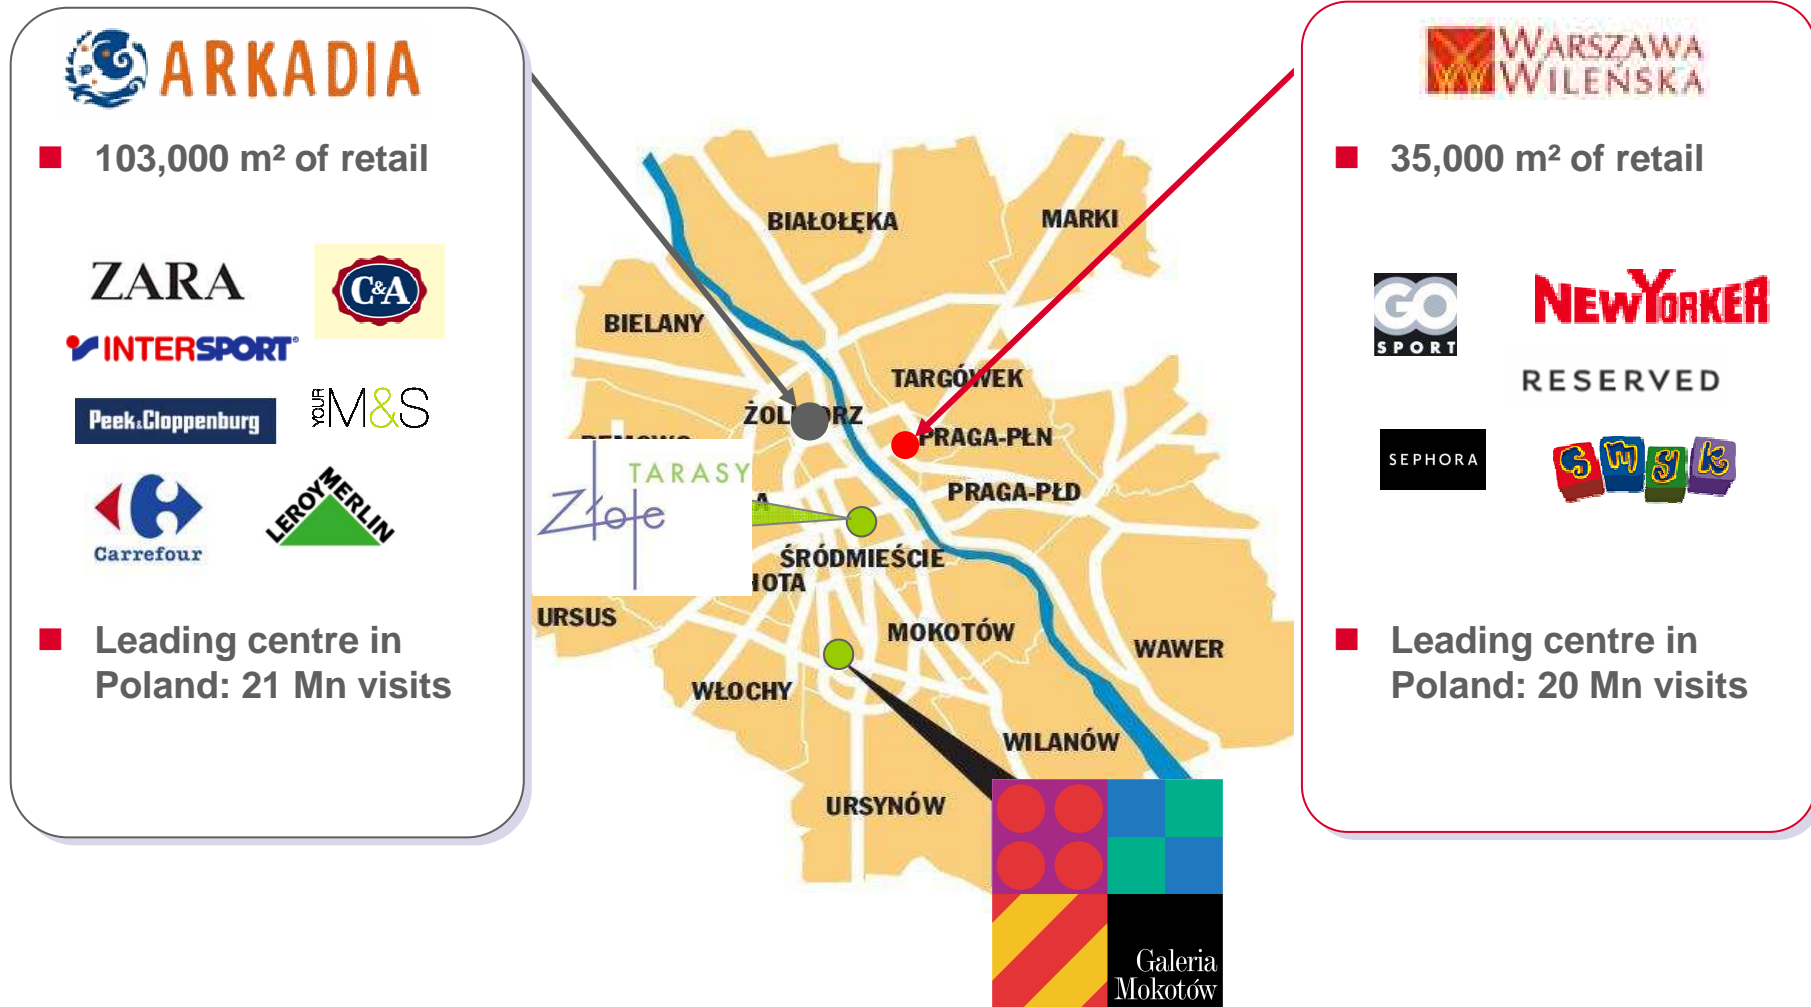 ARKADIA
103,000 m² of retail
ZARA
C&A
INTERSPORT®
Peek&Cloppenburg
YOUR M&S
Carrefour
LEROY MERLIN
Leading centre in
Poland: 21 Mn visits
BIAŁOŁĘKA
MARKI
BIELANY
TARGÓWEK
PRAGA-PŁN
PRAGA-PŁD
TARASY
Złote
ŚRÓDMIEŚCIE
URSUS
MOKOTÓW
WAWER
WŁOCHY
WILANÓW
URSYNÓW
Galeria
Mokotów
WARSZAWA
WILEŃSKA
35,000 m² of retail
GO
SPORT
NEWYORKER
RESERVED
SEPHORA
smyk
Leading centre in
Poland: 20 Mn visits